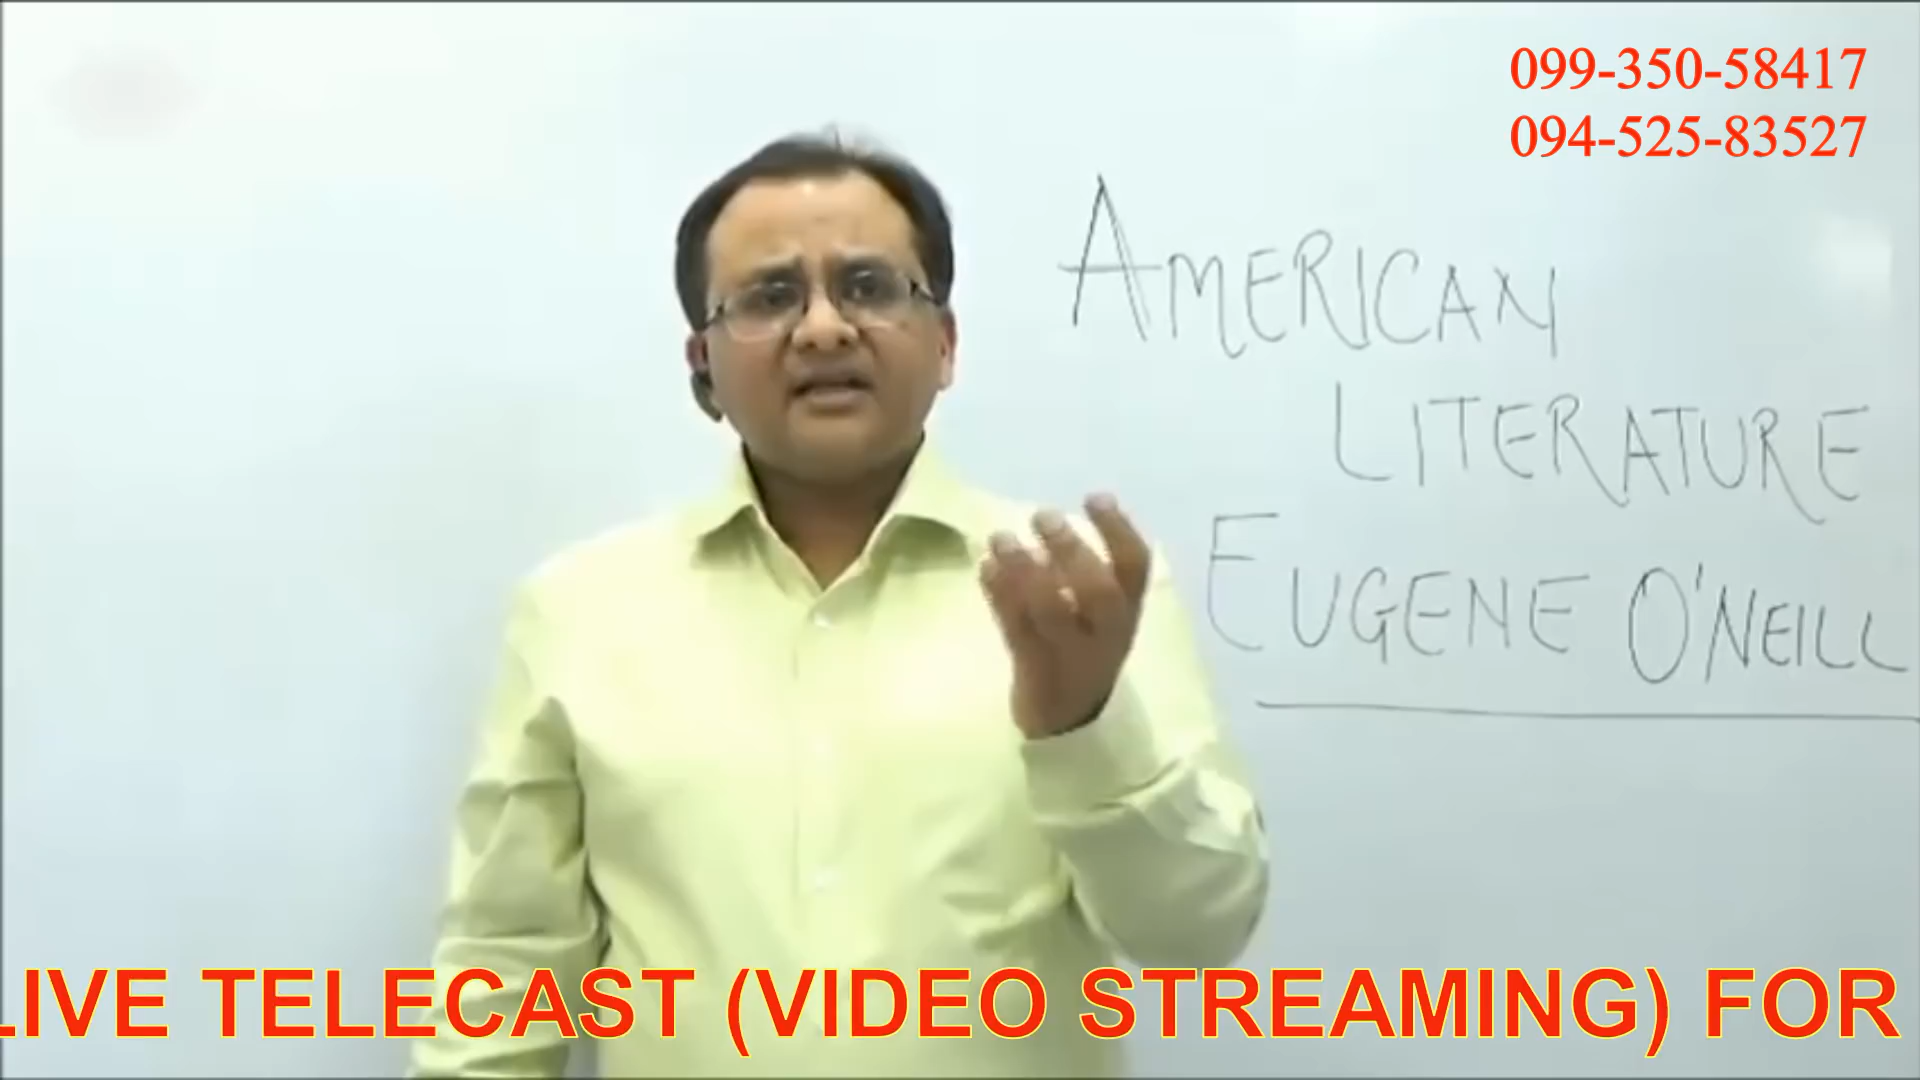 099-350-58417
094-525-83527
AMERICAN
LITERATURE
EUGENE O'NEILL
LIVE TELECAST (VIDEO STREAMING) FOR